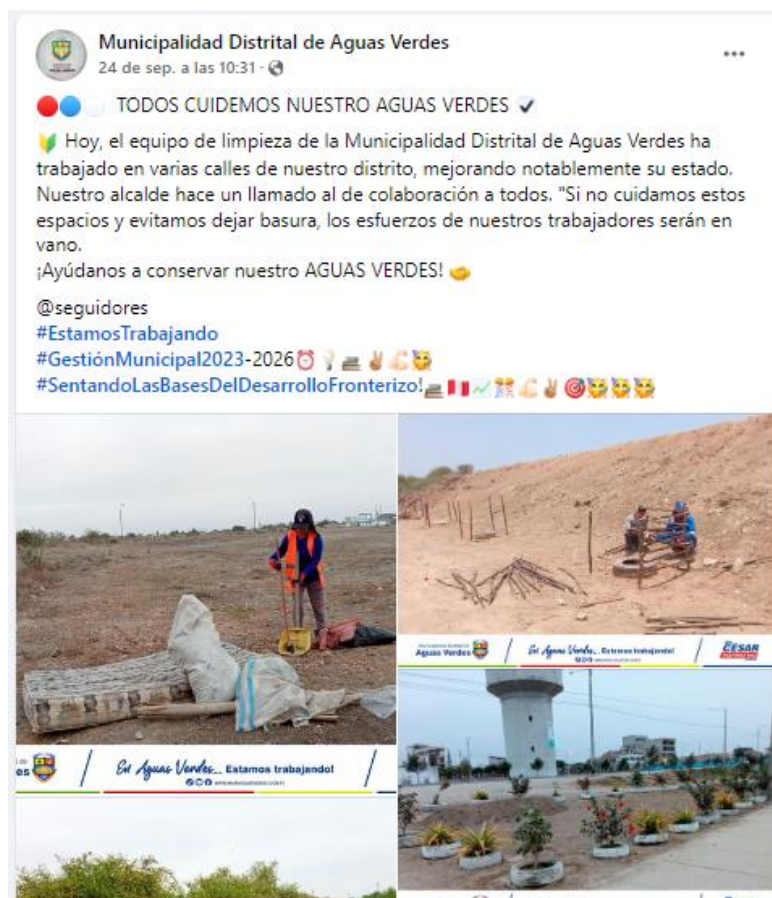 Municipalidad Distrital de Aguas Verdes
24 de sep. a las 10:31 ·
TODOS CUIDEMOS NUESTRO AGUAS VERDES ✔
🔰 Hoy, el equipo de limpieza de la Municipalidad Distrital de Aguas Verdes ha
trabajado en varias calles de nuestro distrito, mejorando notablemente su estado.
Nuestro alcalde hace un llamado al de colaboración a todos. "Si no cuidamos estos
espacios y evitamos dejar basura, los esfuerzos de nuestros trabajadores serán en
vano.
¡Ayúdanos a conservar nuestro AGUAS VERDES! 🤝
@seguidores
#EstamosTrabajando
#GestiónMunicipal2023-2026
#SentandoLasBasesDelDesarrolloFronterizo!
Aguas Verdes
En Aguas Verdes... Estamos trabajando!
CESAR
es
En Aguas Verdes... Estamos trabajando!